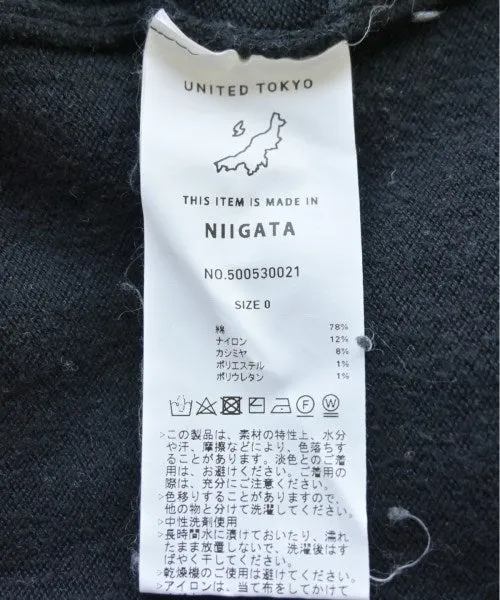 UNITED TOKYO
THIS ITEM IS MADE IN
NIIGATA
NO.500530021
SIZE 0
綿 78%
ナイロン 12%
カシミヤ 8%
ポリエステル 1%
ポリウレタン 1%
F W
>この製品は、素材の特性上、水分
や汗、摩擦などにより、色落ちす
ることがあります。淡色とのご着
用は、お避けください。ご着用の
際は、充分にご注意ください。
>色移りすることがありますので、
他の物と分けて洗濯してください。
>中性洗剤使用
>長時間水に漬けておいたり、濡れ
たまま放置しないで、洗濯後はす
ばやく干してください。
>乾燥機のご使用は避けてください。
>アイロンは、当て布をしてかけて